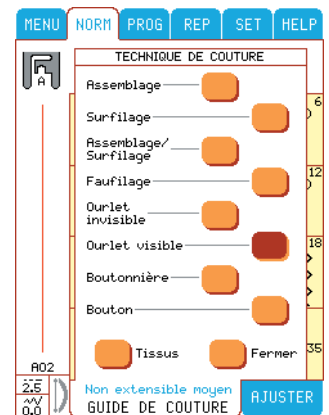 MENU NORM PROG REP SET HELP
TECHNIQUE DE COUTURE
A
Assemblage
6
Surfilage
Assemblage/
Surfilage
12
Faufilage
Ourlet
invisible
Ourlet visible
18
Boutonnière
Bouton
Tissus Fermer
35
A02
2.5
0.0
Non extensible moyen
GUIDE DE COUTURE
AJUSTER